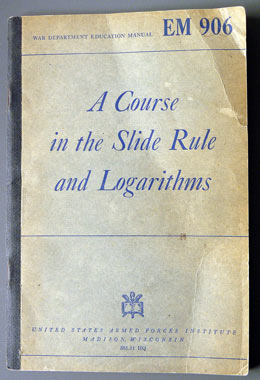 WAR DEPARTMENT EDUCATION MANUAL EM 906
A Course
in the Slide Rule
and Logarithms
UNITED STATES ARMED FORCES INSTITUTE
MADISON, WISCONSIN